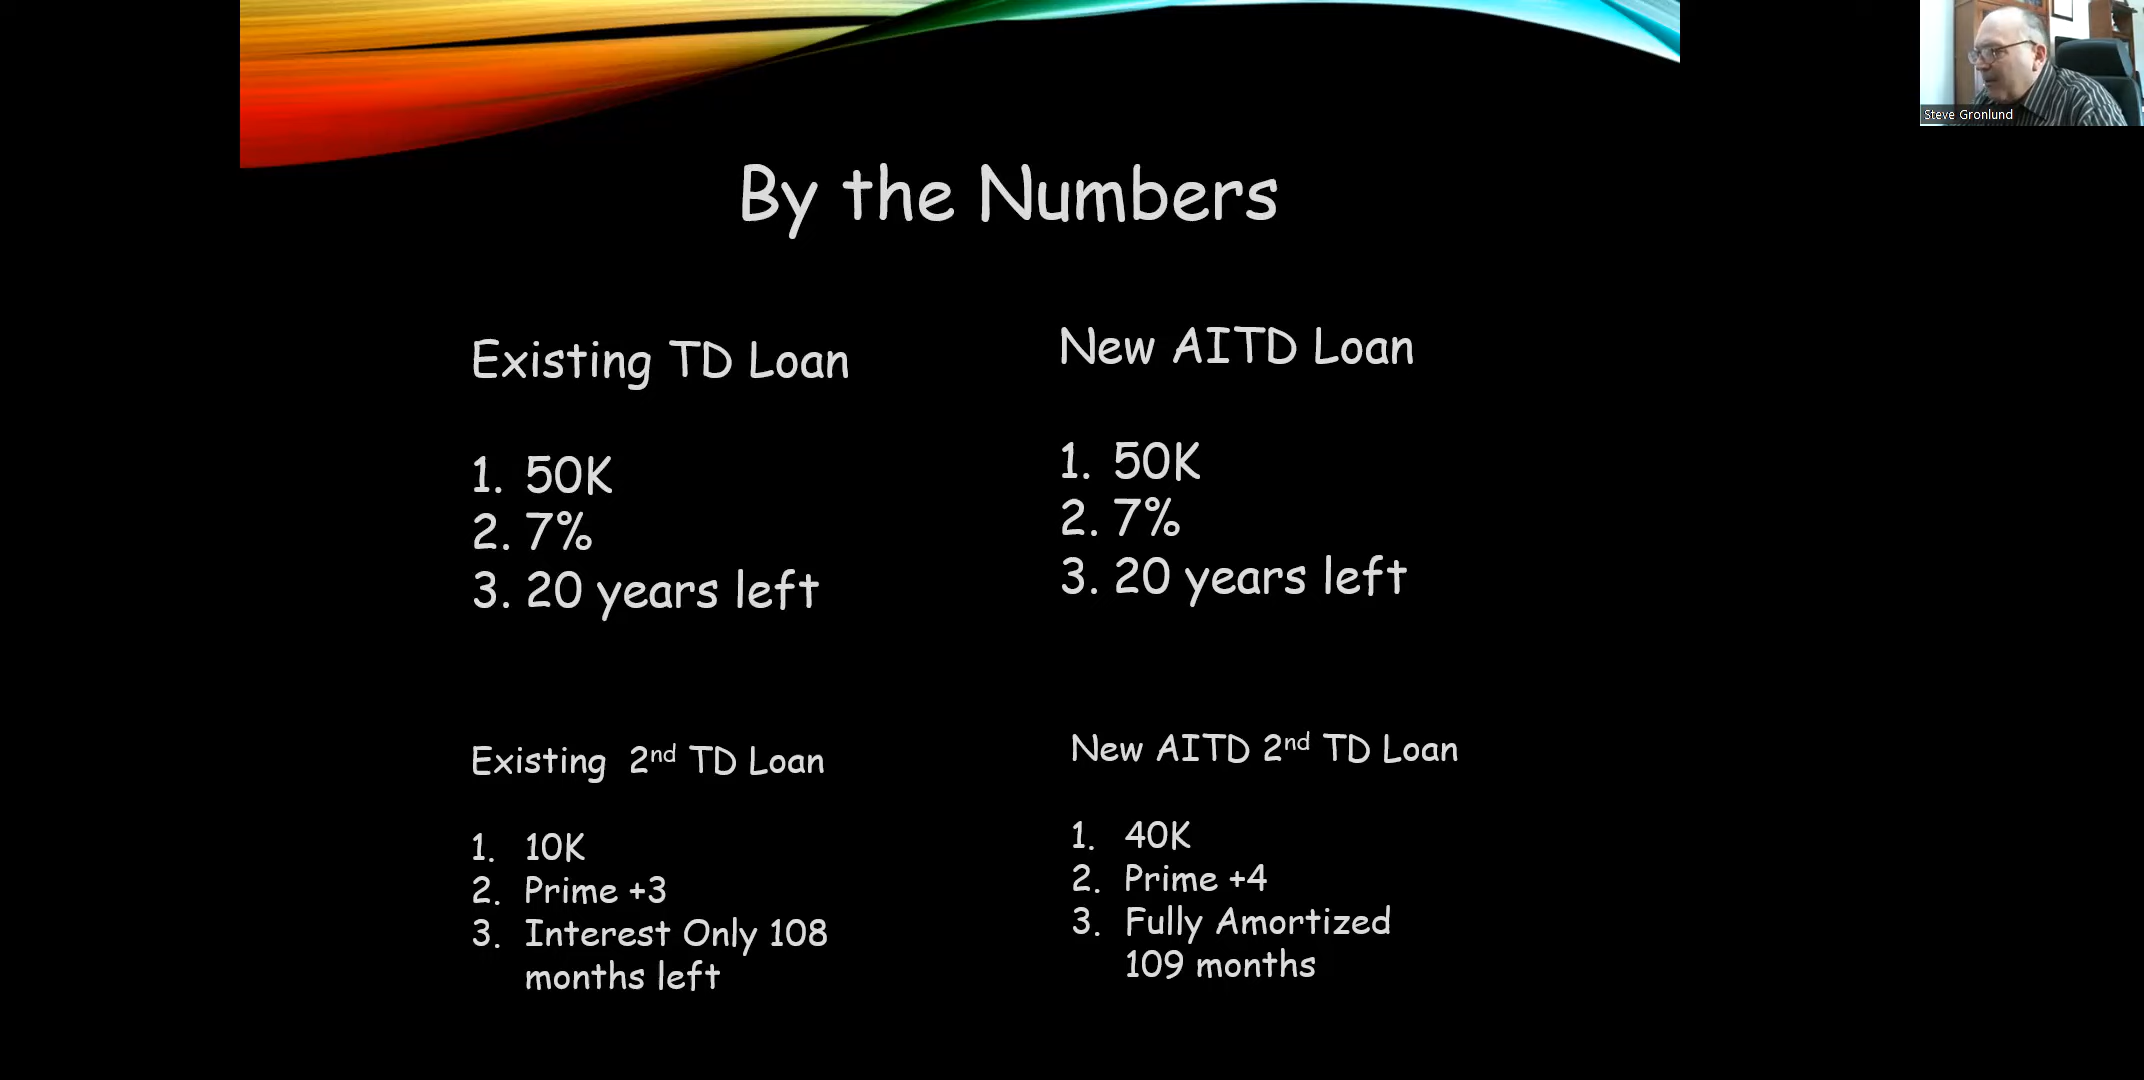 Steve Gronlund
By the Numbers
Existing TD Loan
1. 50K
2. 7%
3. 20 years left
New AITD Loan
1. 50K
2. 7%
3. 20 years left
Existing 2nd TD Loan
1. 10K
2. Prime +3
3. Interest Only 108
months left
New AITD 2nd TD Loan
1. 40K
2. Prime +4
3. Fully Amortized
109 months